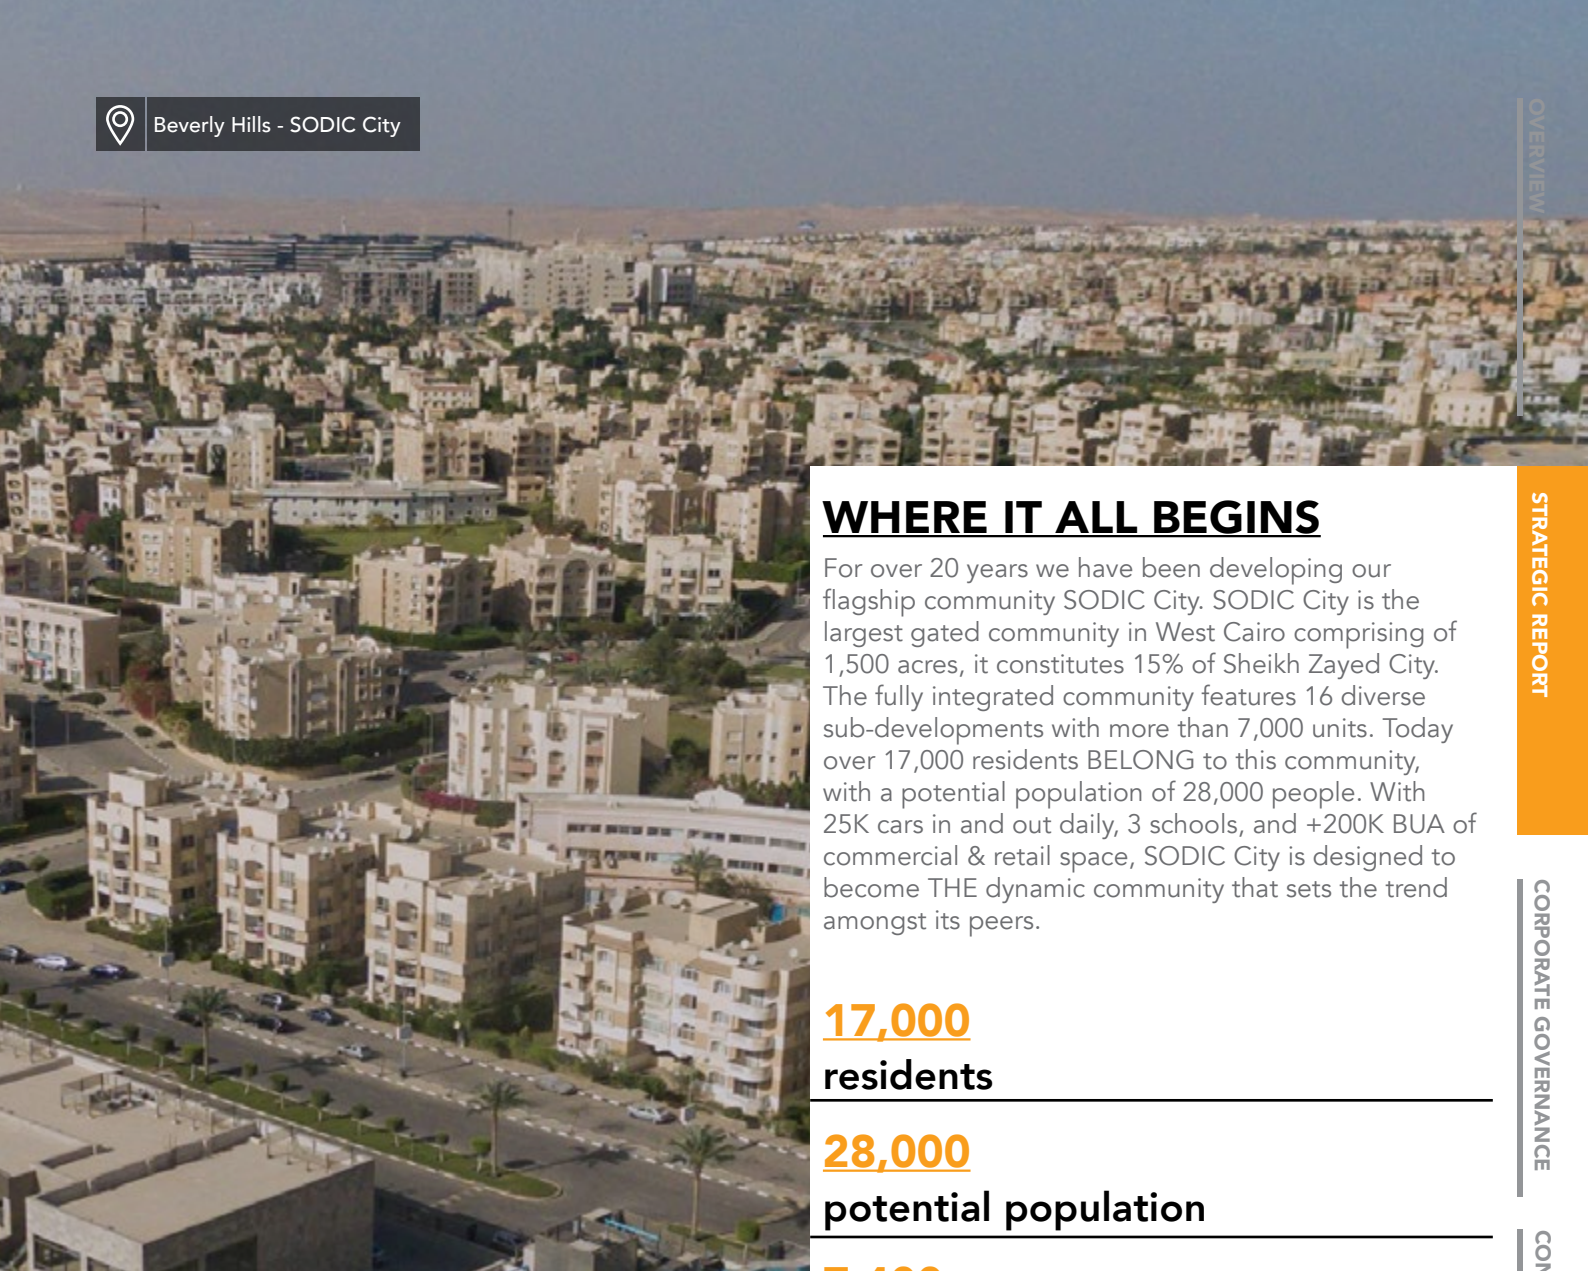 Beverly Hills - SODIC City
OVERVIEW
WHERE IT ALL BEGINS
For over 20 years we have been developing our
flagship community SODIC City. SODIC City is the
largest gated community in West Cairo comprising of
1,500 acres, it constitutes 15% of Sheikh Zayed City.
The fully integrated community features 16 diverse
sub-developments with more than 7,000 units. Today
over 17,000 residents BELONG to this community,
with a potential population of 28,000 people. With
25K cars in and out daily, 3 schools, and +200K BUA of
commercial & retail space, SODIC City is designed to
become THE dynamic community that sets the trend
amongst its peers.
17,000
residents
28,000
potential population
STRATEGIC REPORT
CORPORATE GOVERNANCE